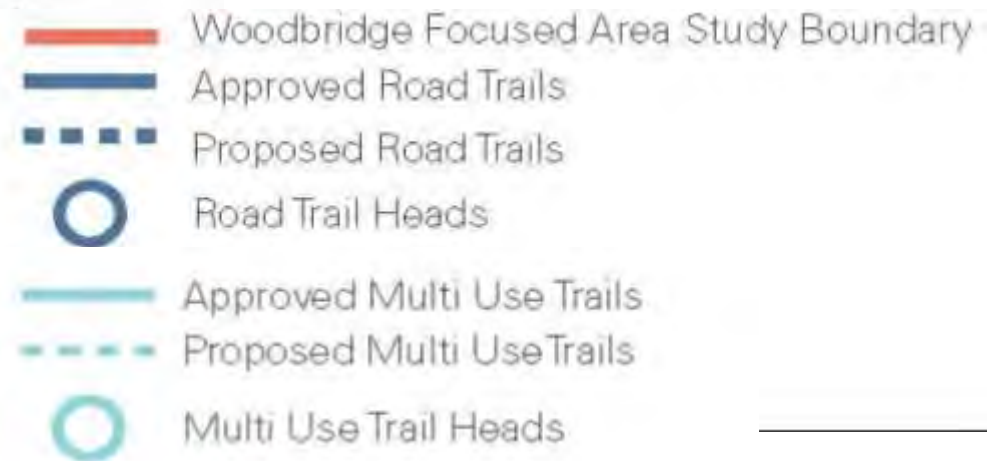 Woodbridge Focused Area Study Boundary
Approved Road Trails
Proposed Road Trails
Road Trail Heads
Approved Multi Use Trails
Proposed Multi Use Trails
Multi Use Trail Heads